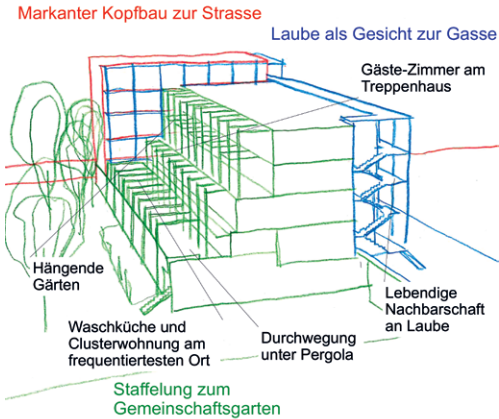 Markanter Kopfbau zur Strasse
Laube als Gesicht zur Gasse
Gäste-Zimmer am
Treppenhaus
Hängende
Gärten
Waschküche und
Clusterwohnung am
frequentiertesten Ort
Durchwegung
unter Pergola
Lebendige
Nachbarschaft
an Laube
Staffelung zum
Gemeinschaftsgarten